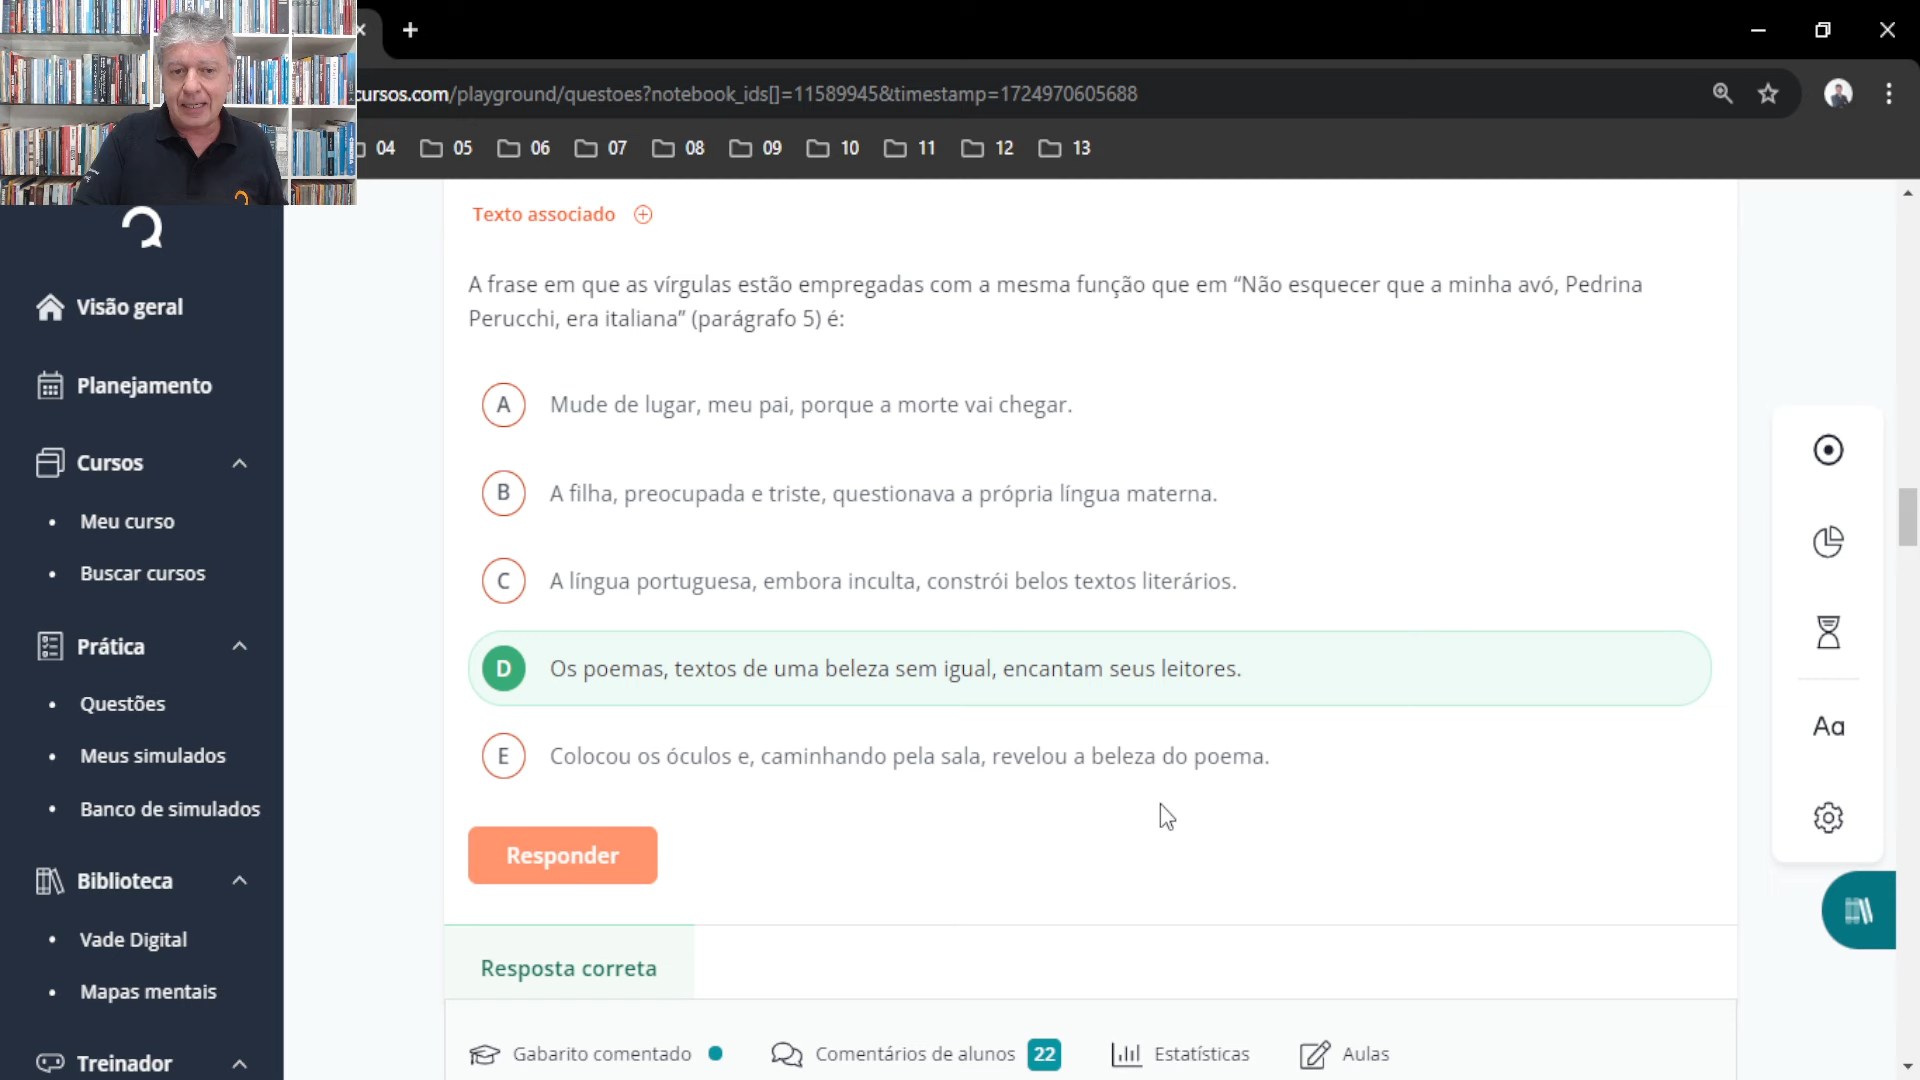 cursos.com/playground/questoes?notebook_ids[]=11589945&timestamp=1724970605688
04 05 06 07 08 09 10 11 12 13
Visão geral
Planejamento
Cursos
• Meu curso
• Buscar cursos
Prática
• Questões
• Meus simulados
• Banco de simulados
Biblioteca
• Vade Digital
• Mapas mentais
Treinador
Texto associado
A frase em que as vírgulas estão empregadas com a mesma função que em “Não esquecer que a minha avó, Pedrina
Perucchi, era italiana” (parágrafo 5) é:
A Mude de lugar, meu pai, porque a morte vai chegar.
B A filha, preocupada e triste, questionava a própria língua materna.
C A língua portuguesa, embora inculta, constrói belos textos literários.
D Os poemas, textos de uma beleza sem igual, encantam seus leitores.
E Colocou os óculos e, caminhando pela sala, revelou a beleza do poema.
Responder
Resposta correta
Gabarito comentado Comentários de alunos 22 Estatísticas Aulas
Aa